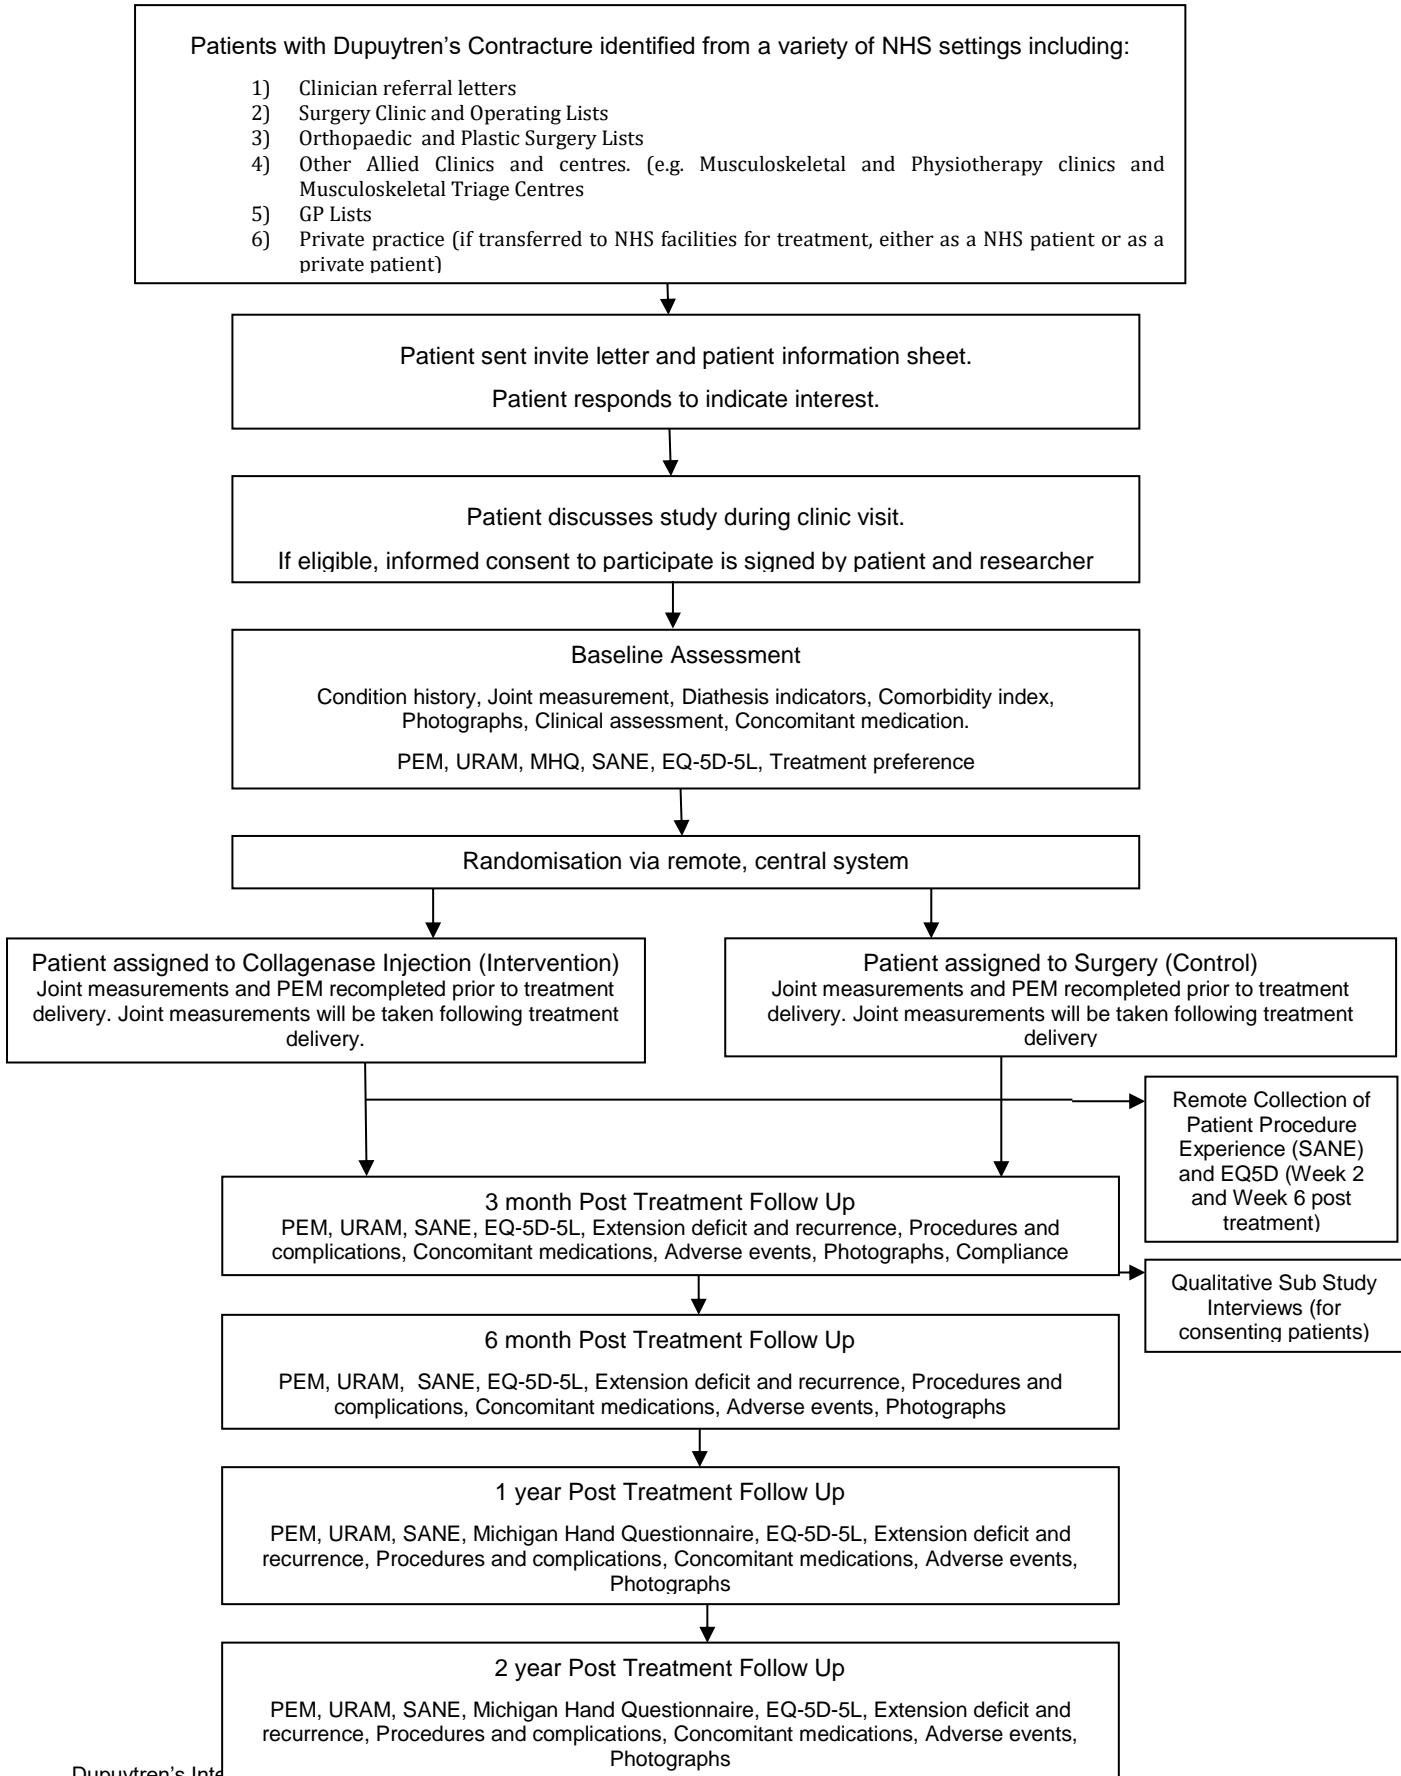 Patients with Dupuytren's Contracture identified from a variety of NHS settings including:
1) Clinician referral letters
2) Surgery Clinic and Operating Lists
3) Orthopaedic and Plastic Surgery Lists
4) Other Allied Clinics and centres. (e.g. Musculoskeletal and Physiotherapy clinics and
Musculoskeletal Triage Centres
5) GP Lists
6) Private practice (if transferred to NHS facilities for treatment, either as a NHS patient or as a
private patient)
Patient sent invite letter and patient information sheet.
Patient responds to indicate interest.
Patient discusses study during clinic visit.
If eligible, informed consent to participate is signed by patient and researcher
Baseline Assessment
Condition history, Joint measurement, Diathesis indicators, Comorbidity index,
Photographs, Clinical assessment, Concomitant medication.
PEM, URAM, MHQ, SANE, EQ-5D-5L, Treatment preference
Randomisation via remote, central system
Patient assigned to Collagenase Injection (Intervention)
Joint measurements and PEM recompleted prior to treatment
delivery. Joint measurements will be taken following treatment
delivery.
Patient assigned to Surgery (Control)
Joint measurements and PEM recompleted prior to treatment
delivery. Joint measurements will be taken following treatment
delivery
Remote Collection of
Patient Procedure
Experience (SANE)
and EQ5D (Week 2
and Week 6 post
treatment)
3 month Post Treatment Follow Up
PEM, URAM, SANE, EQ-5D-5L, Extension deficit and recurrence, Procedures and
complications, Concomitant medications, Adverse events, Photographs, Compliance
Qualitative Sub Study
Interviews (for
consenting patients)
6 month Post Treatment Follow Up
PEM, URAM, SANE, EQ-5D-5L, Extension deficit and recurrence, Procedures and
complications, Concomitant medications, Adverse events, Photographs
1 year Post Treatment Follow Up
PEM, URAM, SANE, Michigan Hand Questionnaire, EQ-5D-5L, Extension deficit and
recurrence, Procedures and complications, Concomitant medications, Adverse events,
Photographs
2 year Post Treatment Follow Up
PEM, URAM, SANE, Michigan Hand Questionnaire, EQ-5D-5L, Extension deficit and
recurrence, Procedures and complications, Concomitant medications, Adverse events,
Photographs
Dupuytren's Inte